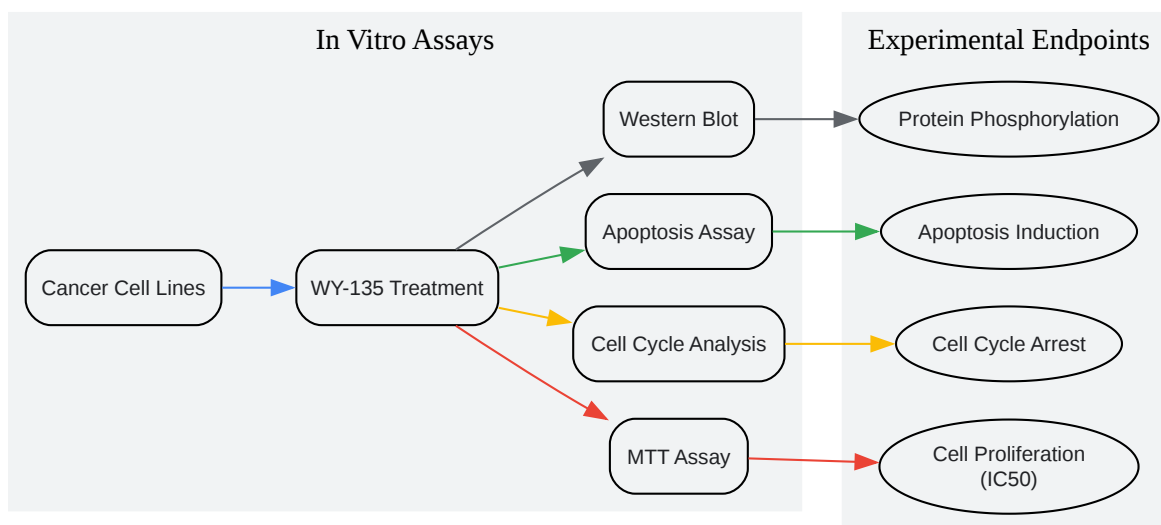 In Vitro Assays
Experimental Endpoints
Cancer Cell Lines
WY-135 Treatment
Western Blot
Apoptosis Assay
Cell Cycle Analysis
MTT Assay
Protein Phosphorylation
Apoptosis Induction
Cell Cycle Arrest
Cell Proliferation
(IC50)